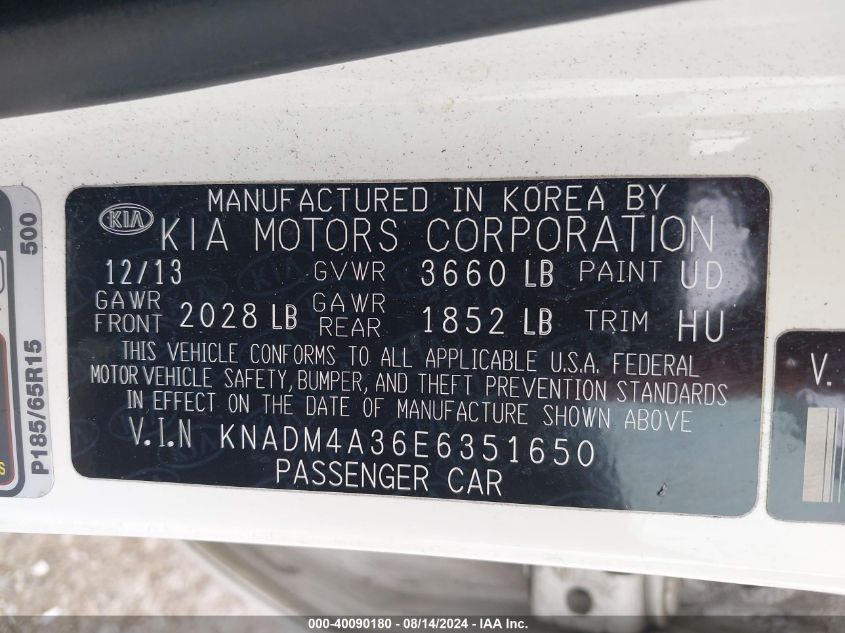 MANUFACTURED IN KOREA BY
KIA
KIA MOTORS CORPORATION
12/13 GVWR 3660 LB PAINT UD
GAWR FRONT 2028 LB GAWR REAR 1852 LB TRIM HU
THIS VEHICLE CONFORMS TO ALL APPLICABLE U.S.A. FEDERAL
MOTOR VEHICLE SAFETY, BUMPER, AND THEFT PREVENTION STANDARDS
IN EFFECT ON THE DATE OF MANUFACTURE SHOWN ABOVE
V.I.N KNADM4A36E6351650
PASSENGER CAR
500
P185/65R15
V.
000-40090180 - 08/14/2024 - IAA Inc.